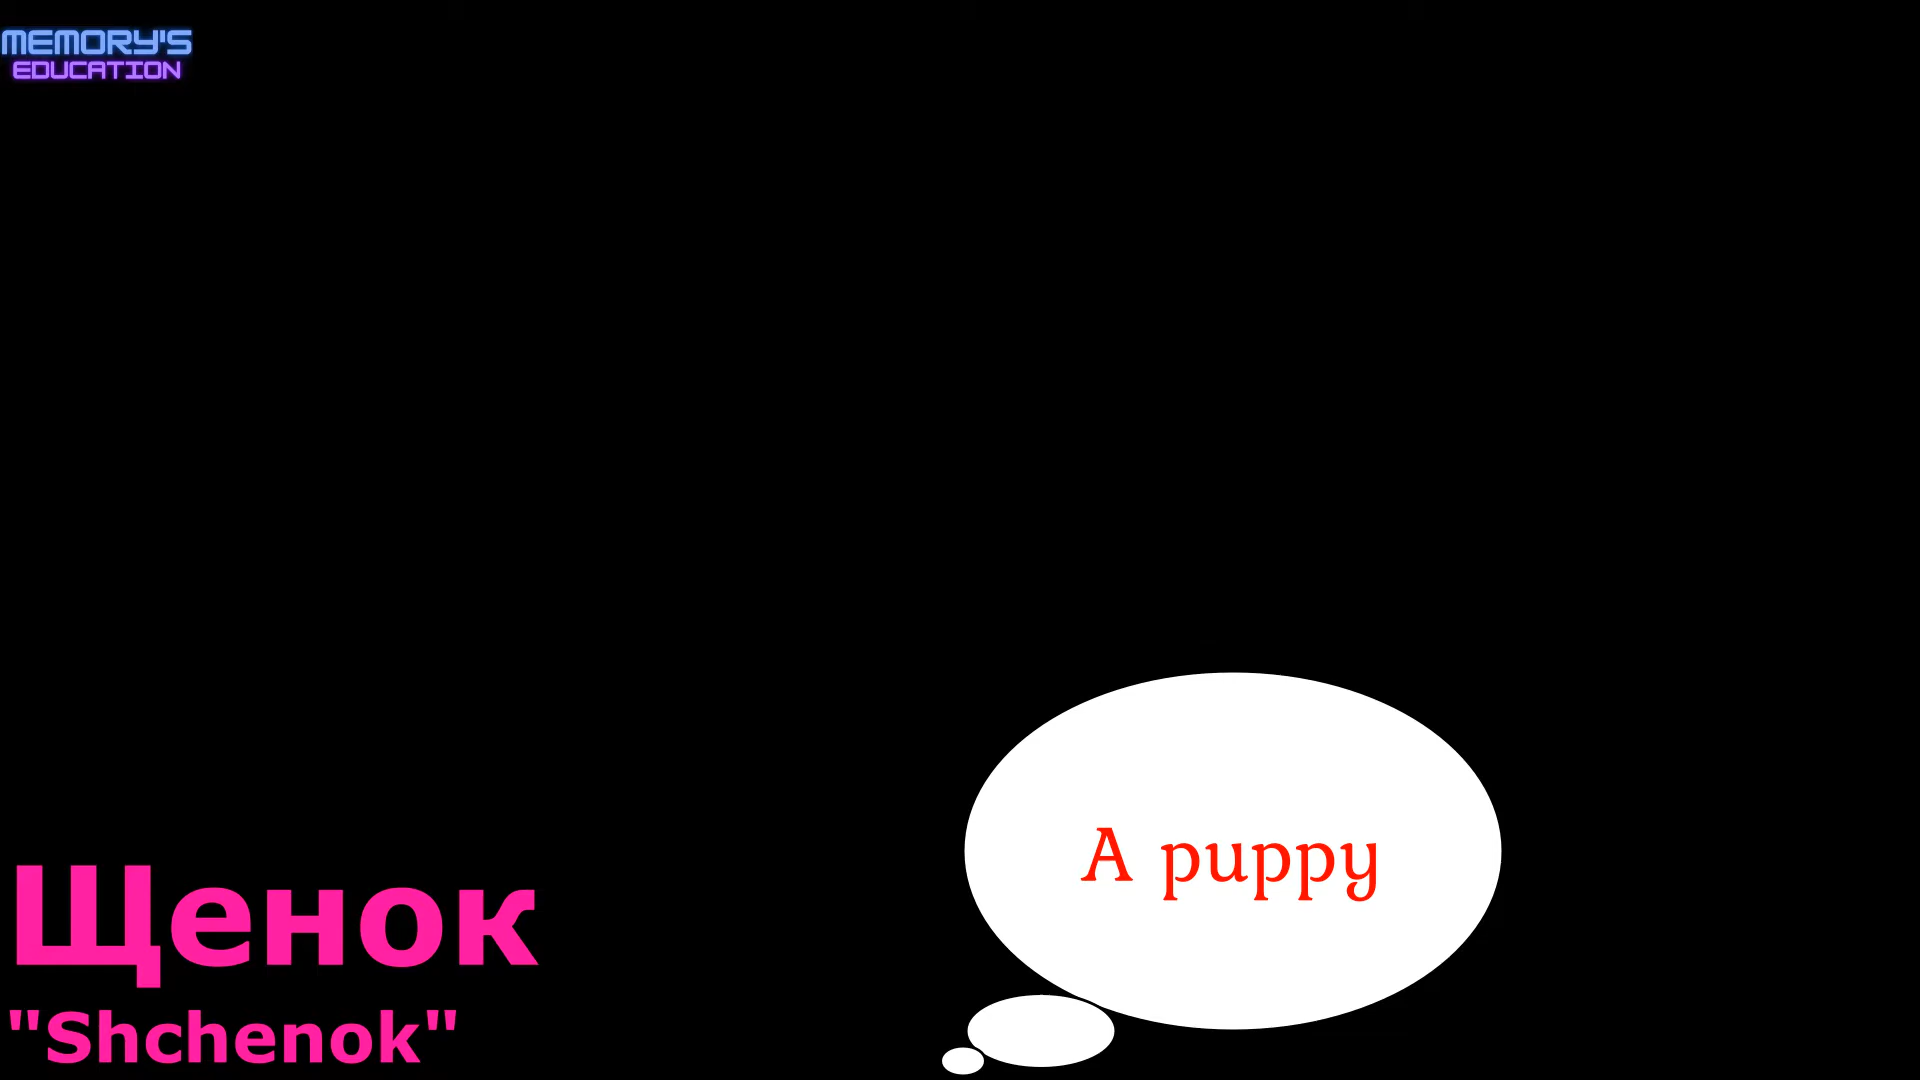 MEMORY'S
EDUCATION
A puppy
Щенок
"Shchenok"